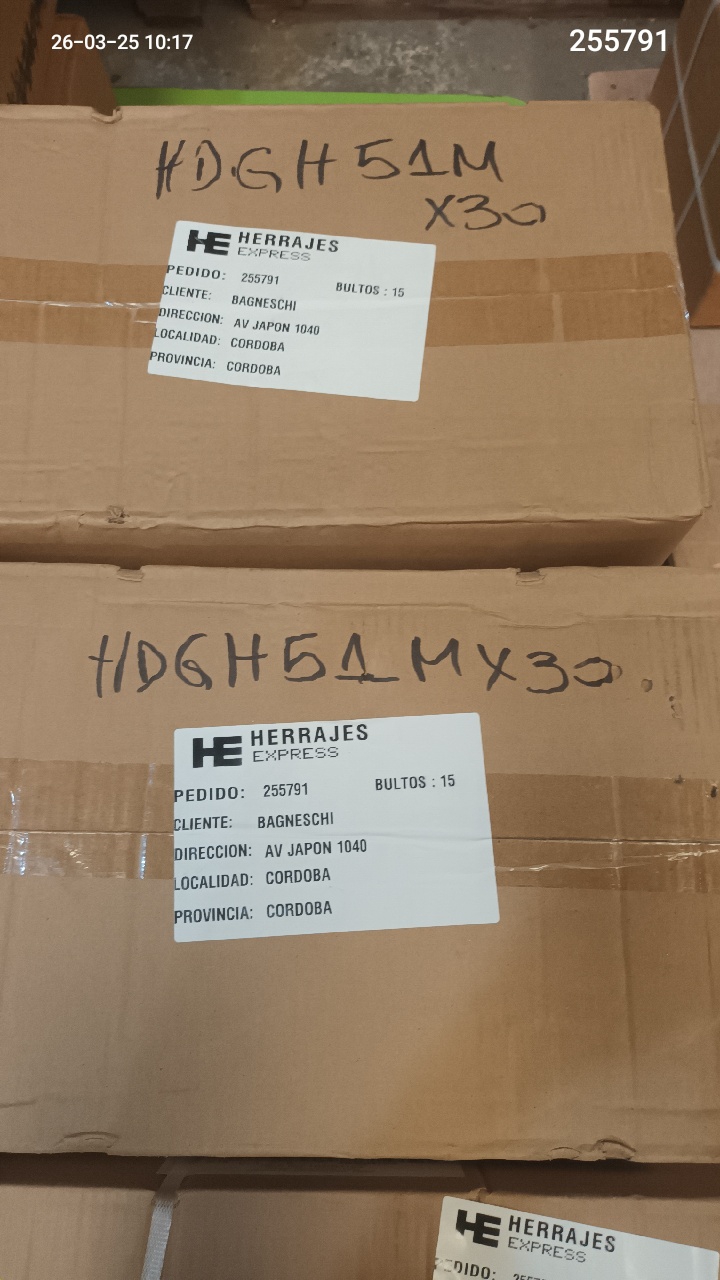 26-03-25 10:17
255791
HDGH51M
X30
HE HERRAJES
EXPRESS
PEDIDO: 255791 BULTOS : 15
CLIENTE: BAGNESCHI
DIRECCION: AV JAPON 1040
LOCALIDAD: CORDOBA
PROVINCIA: CORDOBA
HDGH51MX30
HE HERRAJES
EXPRESS
PEDIDO: 255791 BULTOS : 15
CLIENTE: BAGNESCHI
DIRECCION: AV JAPON 1040
LOCALIDAD: CORDOBA
PROVINCIA: CORDOBA
HE HERRAJES
EXPRESS